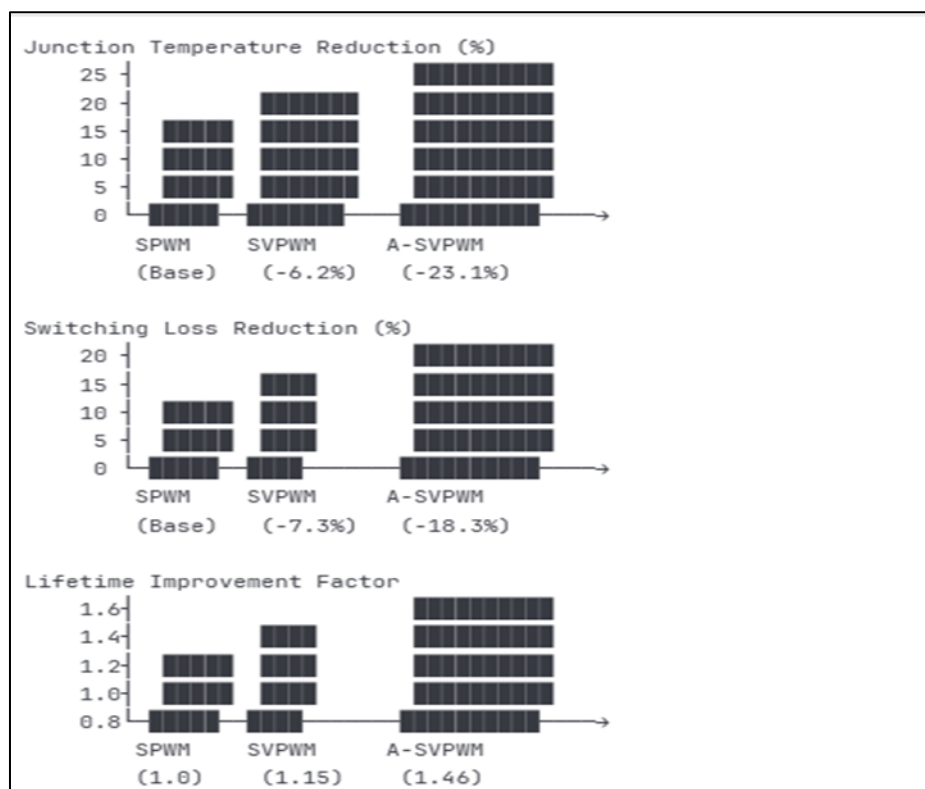 Junction Temperature Reduction (%)
25
20
15
10
5
0
SPWM SVPWM A-SVPWM
(Base) (-6.2%) (-23.1%)
Switching Loss Reduction (%)
20
15
10
5
0
SPWM SVPWM A-SVPWM
(Base) (-7.3%) (-18.3%)
Lifetime Improvement Factor
1.6
1.4
1.2
1.0
0.8
SPWM SVPWM A-SVPWM
(1.0) (1.15) (1.46)